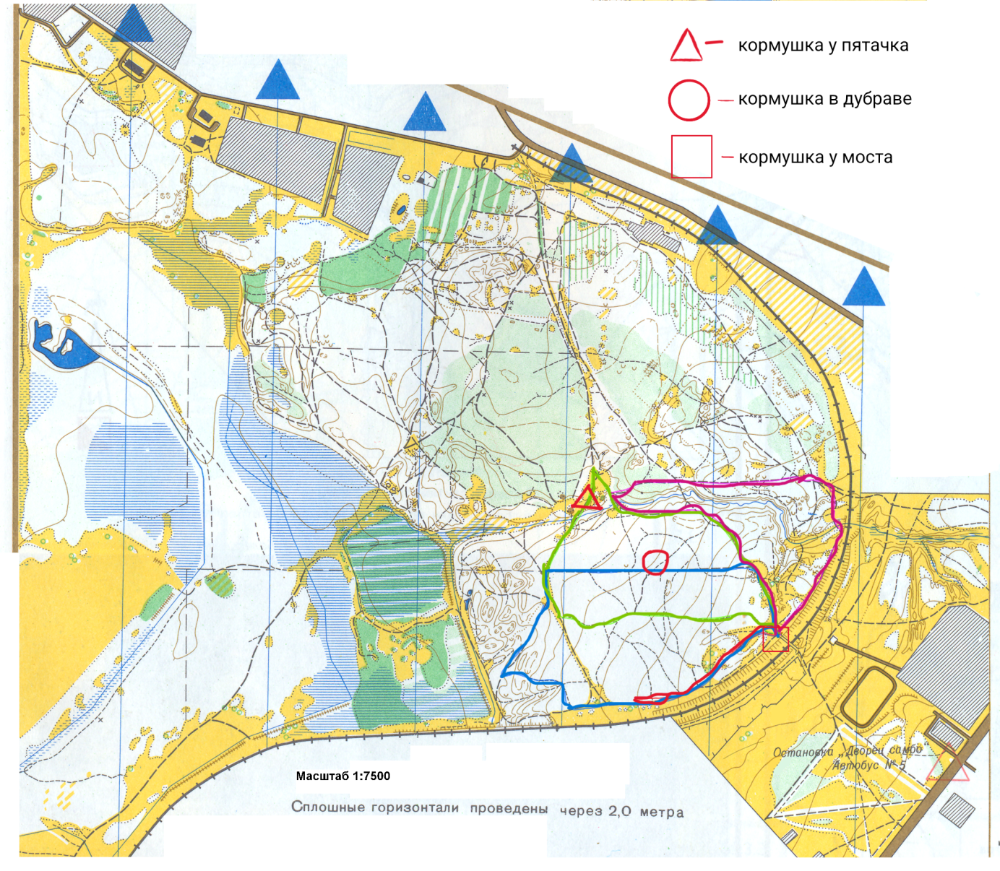 кормушка у пятачка
кормушка в дубраве
кормушка у моста
Остановка „Дворец самбо"
Автобус № 5
Масштаб 1:7500
Сплошные горизонтали проведены через 2,0 метра